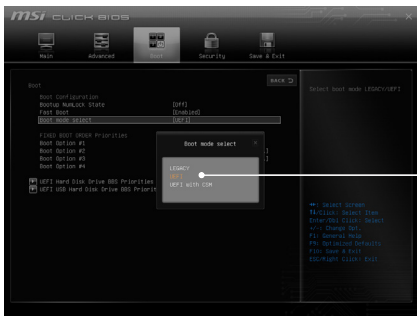 msi CLICK BIOS
Main
Advanced
Boot
Security
Save & Exit
BACK
Boot
Select boot mode LEGACY/UEFI
Boot Configuration
Bootup NumLock State [Off]
Fast Boot [Enabled]
Boot mode select [UEFI]
FIXED BOOT ORDER Priorities
Boot Option #1
Boot Option #2 ]
Boot Option #3 ]
Boot Option #4
UEFI Hard Disk Drive BBS Priorities
UEFI USB Hard Disk Drive BBS Priorit
Boot mode select
LEGACY
UEFI
UEFI with CSM
: Select Screen
/Click: Select Item
Enter/Dbl Click: Select
+/-: Change Opt.
F1: General Help
F9: Optimized Defaults
F10: Save & Exit
ESC/Right Click: Exit